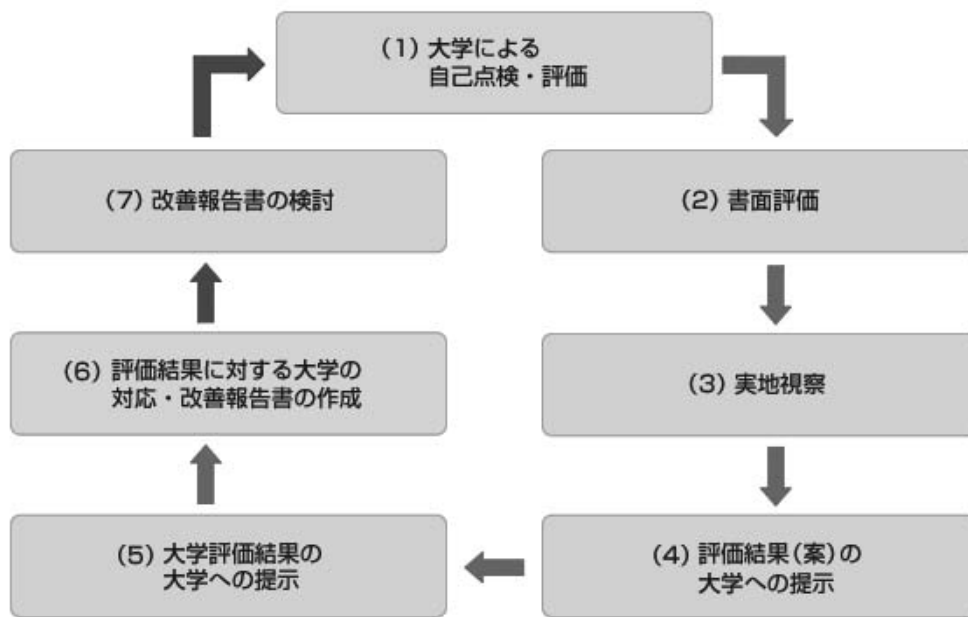 (1) 大学による
自己点検・評価
(2) 書面評価
(3) 実地視察
(4) 評価結果(案)の
大学への提示
(5) 大学評価結果の
大学への提示
(6) 評価結果に対する大学の
対応・改善報告書の作成
(7) 改善報告書の検討